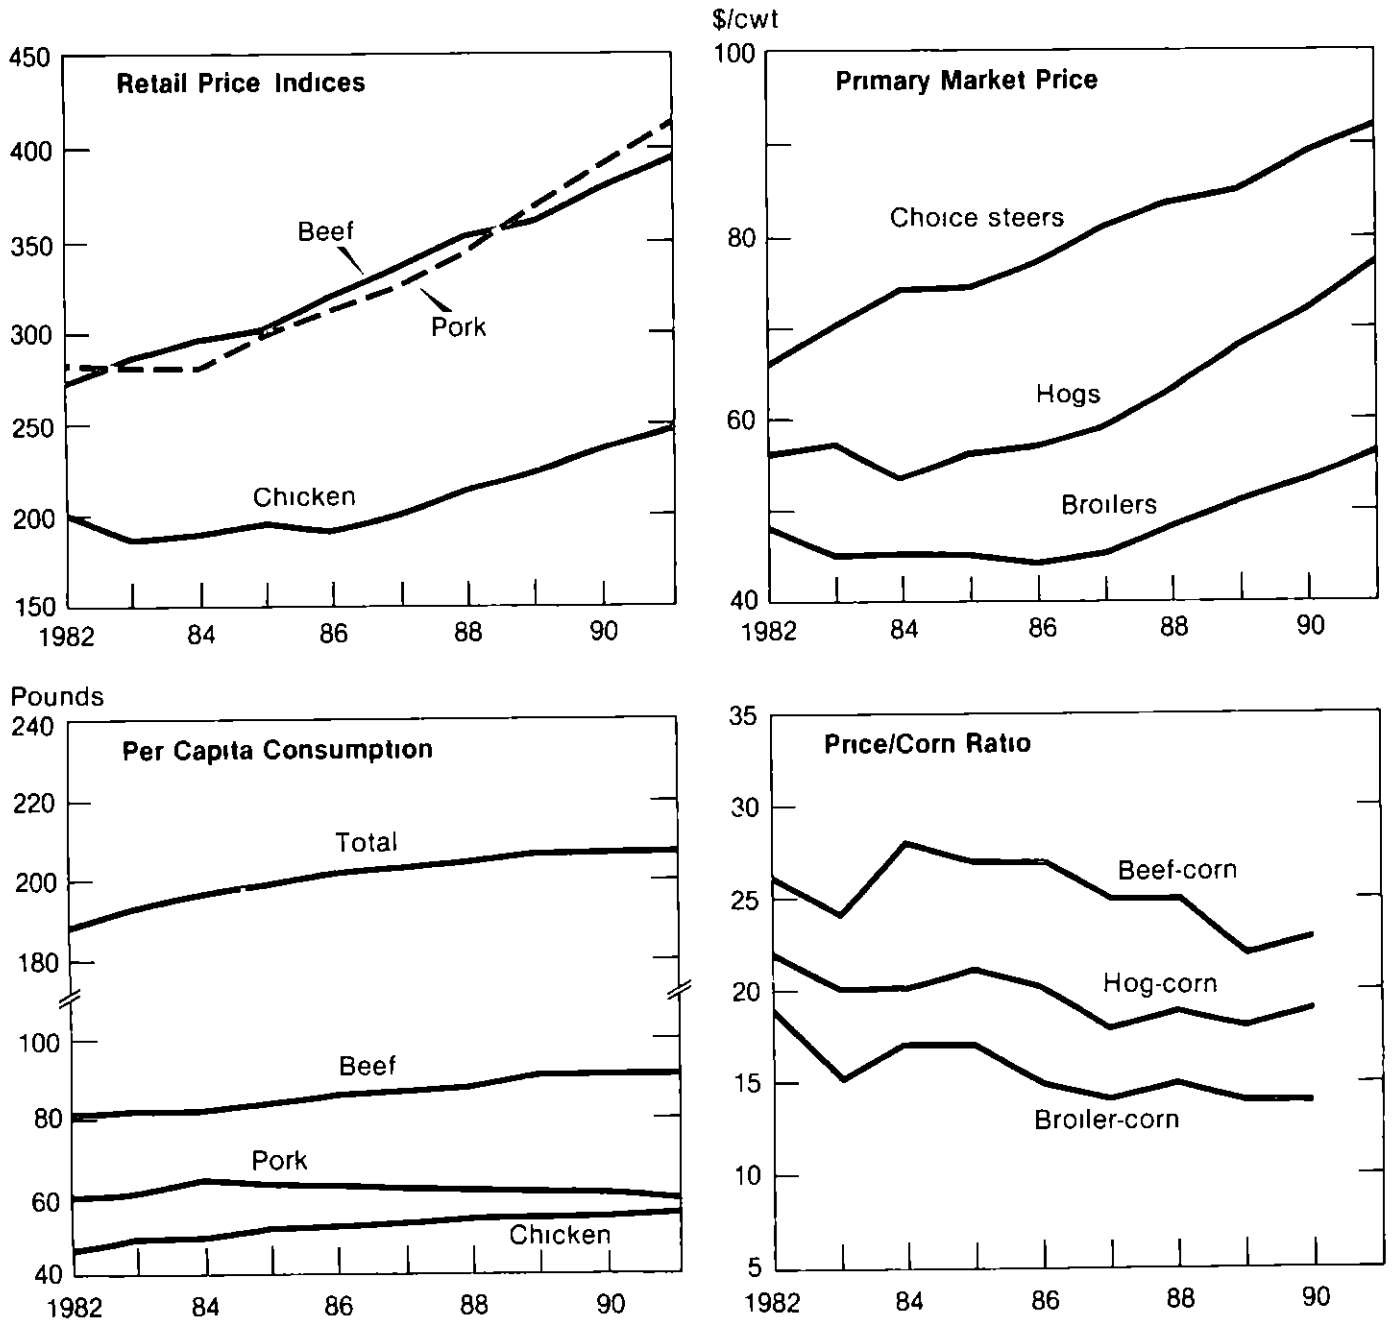 Retail Price Indices
450
400
350
300
250
200
150
Beef
Pork
Chicken
1982 84 86 88 90
$/cwt
Primary Market Price
100
80
60
40
Choice steers
Hogs
Broilers
1982 84 86 88 90
Pounds
Per Capita Consumption
240
220
200
180
100
80
60
40
Total
Beef
Pork
Chicken
1982 84 86 88 90
Price/Corn Ratio
35
30
25
20
15
10
5
Beef-corn
Hog-corn
Broiler-corn
1982 84 86 88 90